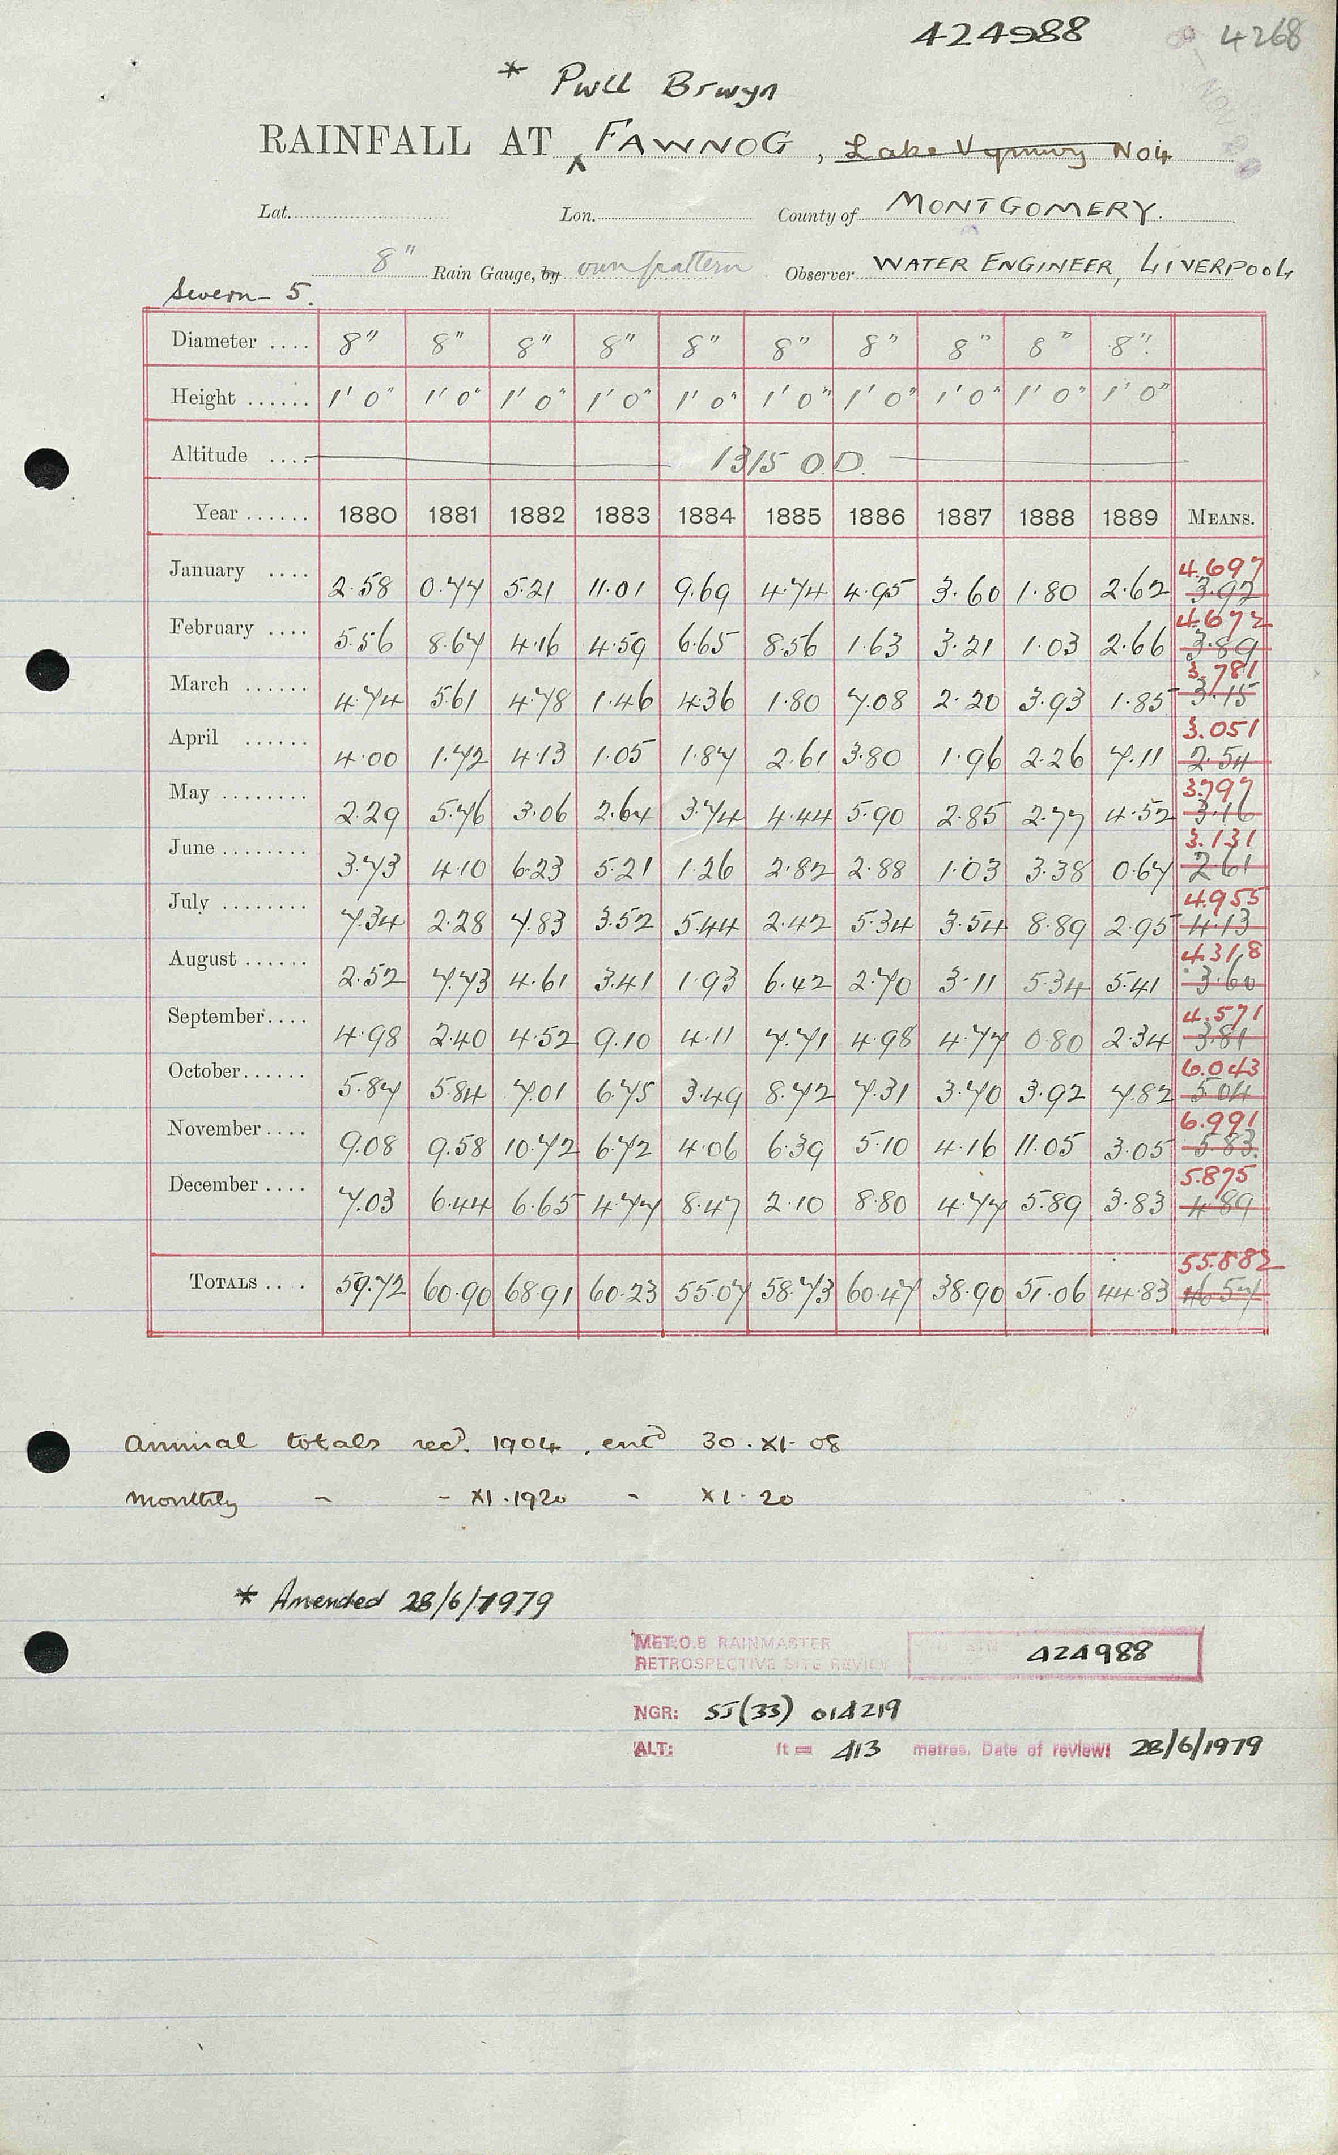 424988 4268
* Pwll Brwyn
RAINFALL AT FAWNOG, Lake Vyrnwy No 4
Lat. Lon. County of MONTGOMERY.
8" Rain Gauge, by own pattern Observer WATER ENGINEER, LIVERPOOL
Severn - 5.
Diameter .... 8" 8" 8" 8" 8" 8" 8" 8" 8" 8".
Height ...... 1' 0" 1' 0" 1' 0" 1' 0" 1' 0" 1' 0" 1' 0" 1' 0" 1' 0" 1' 0"
Altitude .... 1315 O.D.
Year ...... 1880 1881 1882 1883 1884 1885 1886 1887 1888 1889 MEANS.
4.697
January .... 2.58 0.77 5.21 11.01 9.69 4.74 4.95 3.60 1.80 2.62 3.92
4.672
February .... 5.56 8.67 4.16 4.59 6.65 8.56 1.63 3.21 1.03 2.66 3.89
3.781
March ...... 4.74 5.61 4.78 1.46 4.36 1.80 7.08 2.20 3.93 1.85 3.15
3.051
April ...... 4.00 1.72 4.13 1.05 1.87 2.61 3.80 1.96 2.26 7.11 2.54
3.797
May ........ 2.29 5.76 3.06 2.64 3.74 4.44 5.90 2.85 2.77 4.52 3.16
3.131
June ........ 3.73 4.10 6.23 5.21 1.26 2.82 2.88 1.03 3.38 0.67 2.61
4.955
July ........ 7.34 2.28 7.83 3.52 5.44 2.42 5.34 3.54 8.89 2.95 4.13
4.318
August ...... 2.52 7.73 4.61 3.41 1.93 6.42 2.70 3.11 5.34 5.41 3.60
4.571
September.... 4.98 2.40 4.52 9.10 4.11 7.71 4.98 4.77 0.80 2.34 3.81
6.043
October...... 5.87 5.84 7.01 6.75 3.49 8.72 7.31 3.70 3.92 7.82 5.04
6.991
November .... 9.08 9.58 10.72 6.72 4.06 6.39 5.10 4.16 11.05 3.05 5.83.
5.875
December .... 7.03 6.44 6.65 4.77 8.47 2.10 8.80 4.77 5.89 3.83 4.89
55.882
TOTALS .... 59.72 60.90 68.91 60.23 55.07 58.73 60.47 38.90 51.06 44.83 46.57
Annual totals recd. 1904, entd 30.XI.08
Monthly - - XI.1920 - XI.20
* Amended 28/6/1979
MET.O.8 RAINMASTER
RETROSPECTIVE SITE REVIEW 424988
NGR: SJ(33) 014219
ALT: ft = 413 metres. Date of review: 28/6/1979